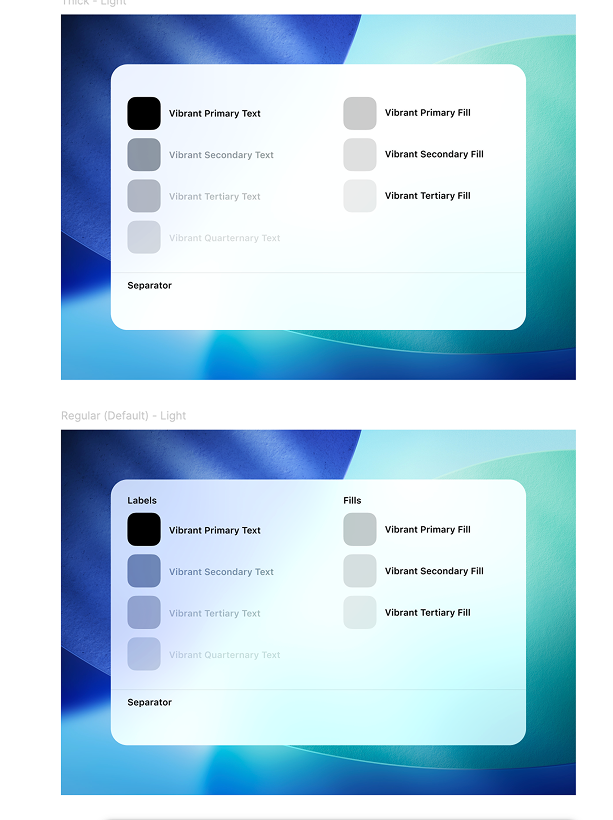 Thick - Light
Vibrant Primary Text
Vibrant Primary Fill
Vibrant Secondary Text
Vibrant Secondary Fill
Vibrant Tertiary Text
Vibrant Tertiary Fill
Vibrant Quarternary Text
Separator
Regular (Default) - Light
Labels
Fills
Vibrant Primary Text
Vibrant Primary Fill
Vibrant Secondary Text
Vibrant Secondary Fill
Vibrant Tertiary Text
Vibrant Tertiary Fill
Vibrant Quarternary Text
Separator